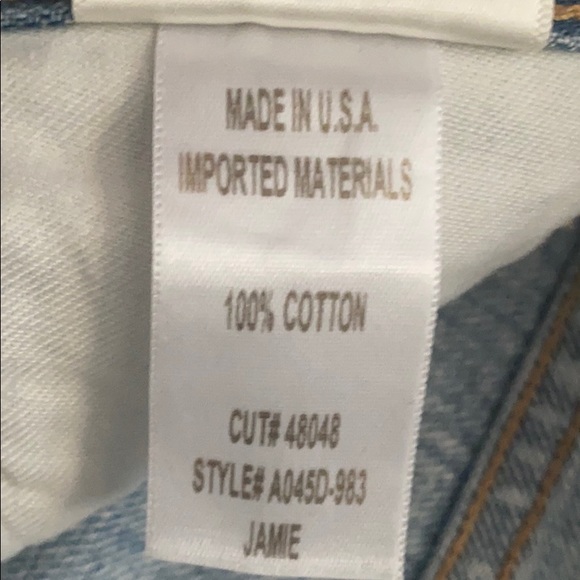 MADE IN U.S.A.
IMPORTED MATERIALS
100% COTTON
CUT# 48048
STYLE# A045D-983
JAMIE